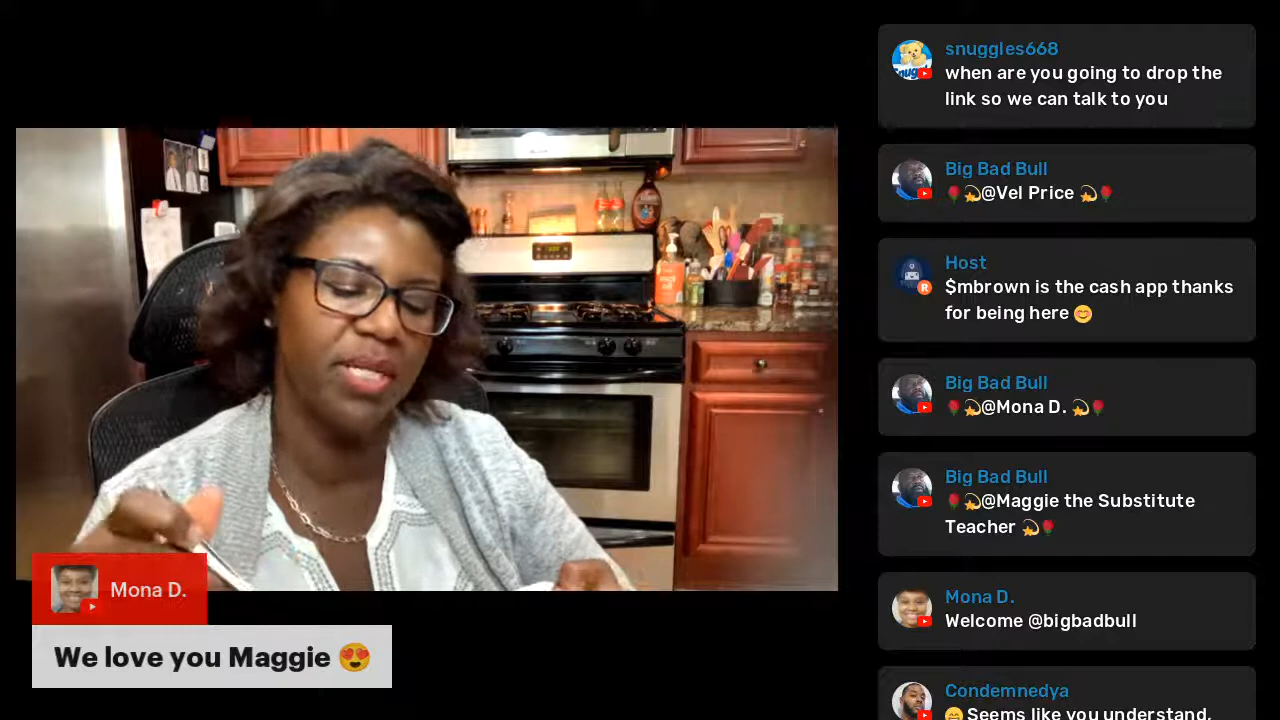 snuggles668
when are you going to drop the
link so we can talk to you
Big Bad Bull
🌹💫@Vel Price 💫🌹
Host
$mbrown is the cash app thanks
for being here 😊
Big Bad Bull
🌹💫@Mona D. 💫🌹
Big Bad Bull
🌹💫@Maggie the Substitute
Teacher 💫🌹
Mona D.
Welcome @bigbadbull
Condemnedya
😄 Seems like you understand,
Mona D.
We love you Maggie 😍